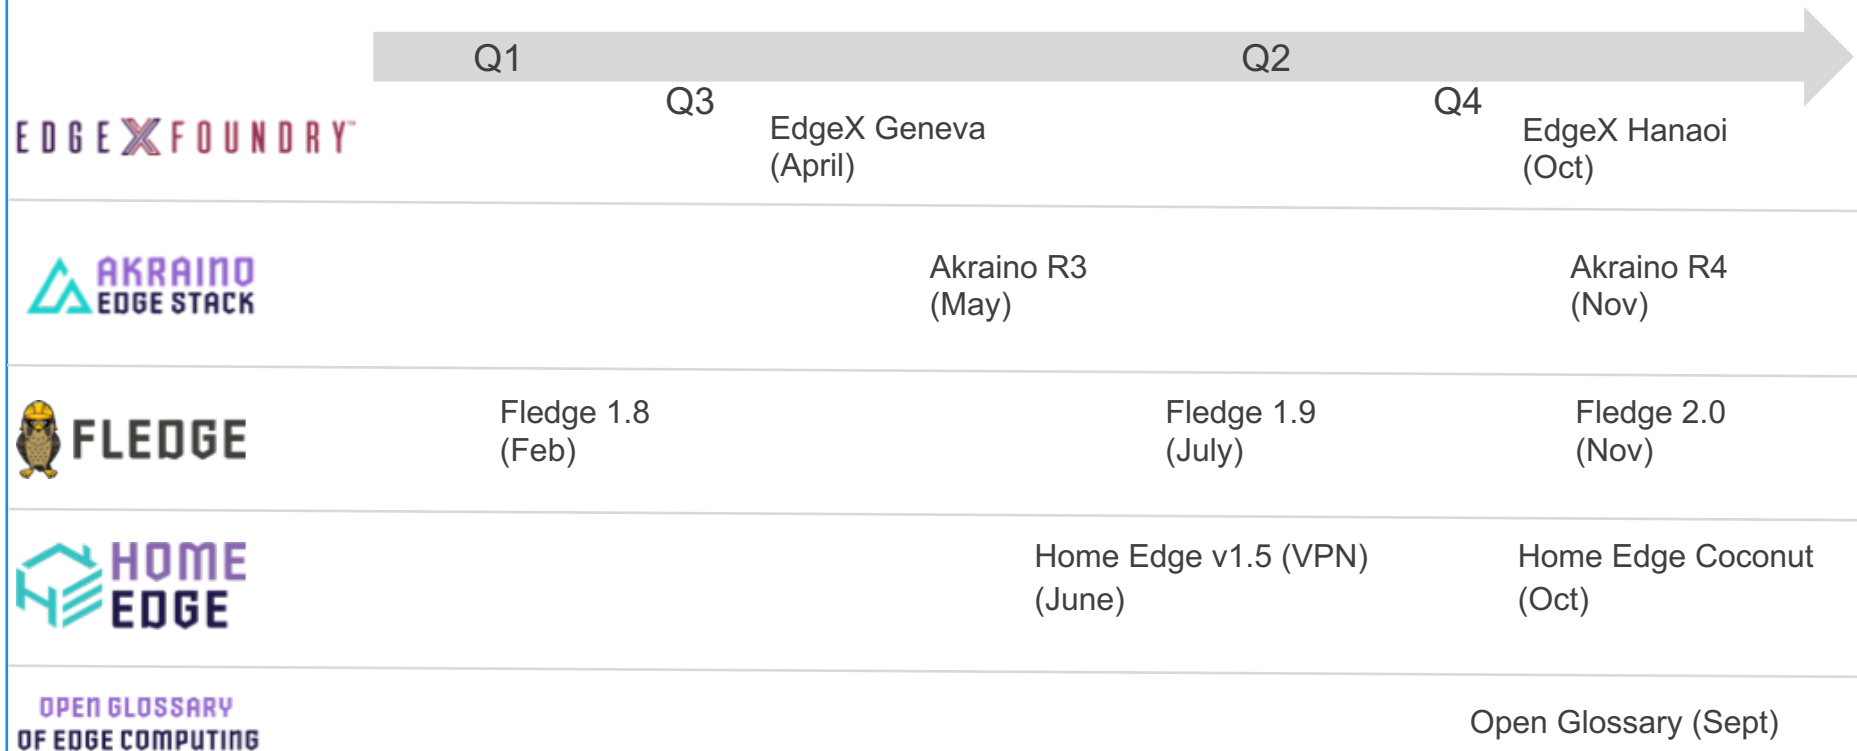 Q1
Q2
Q3
Q4
EDGEXFOUNDRY™
EdgeX Geneva
(April)
EdgeX Hanaoi
(Oct)
AKRAINO
EDGE STACK
Akraino R3
(May)
Akraino R4
(Nov)
FLEDGE
Fledge 1.8
(Feb)
Fledge 1.9
(July)
Fledge 2.0
(Nov)
HOME
EDGE
Home Edge v1.5 (VPN)
(June)
Home Edge Coconut
(Oct)
OPEN GLOSSARY
OF EDGE COMPUTING
Open Glossary (Sept)